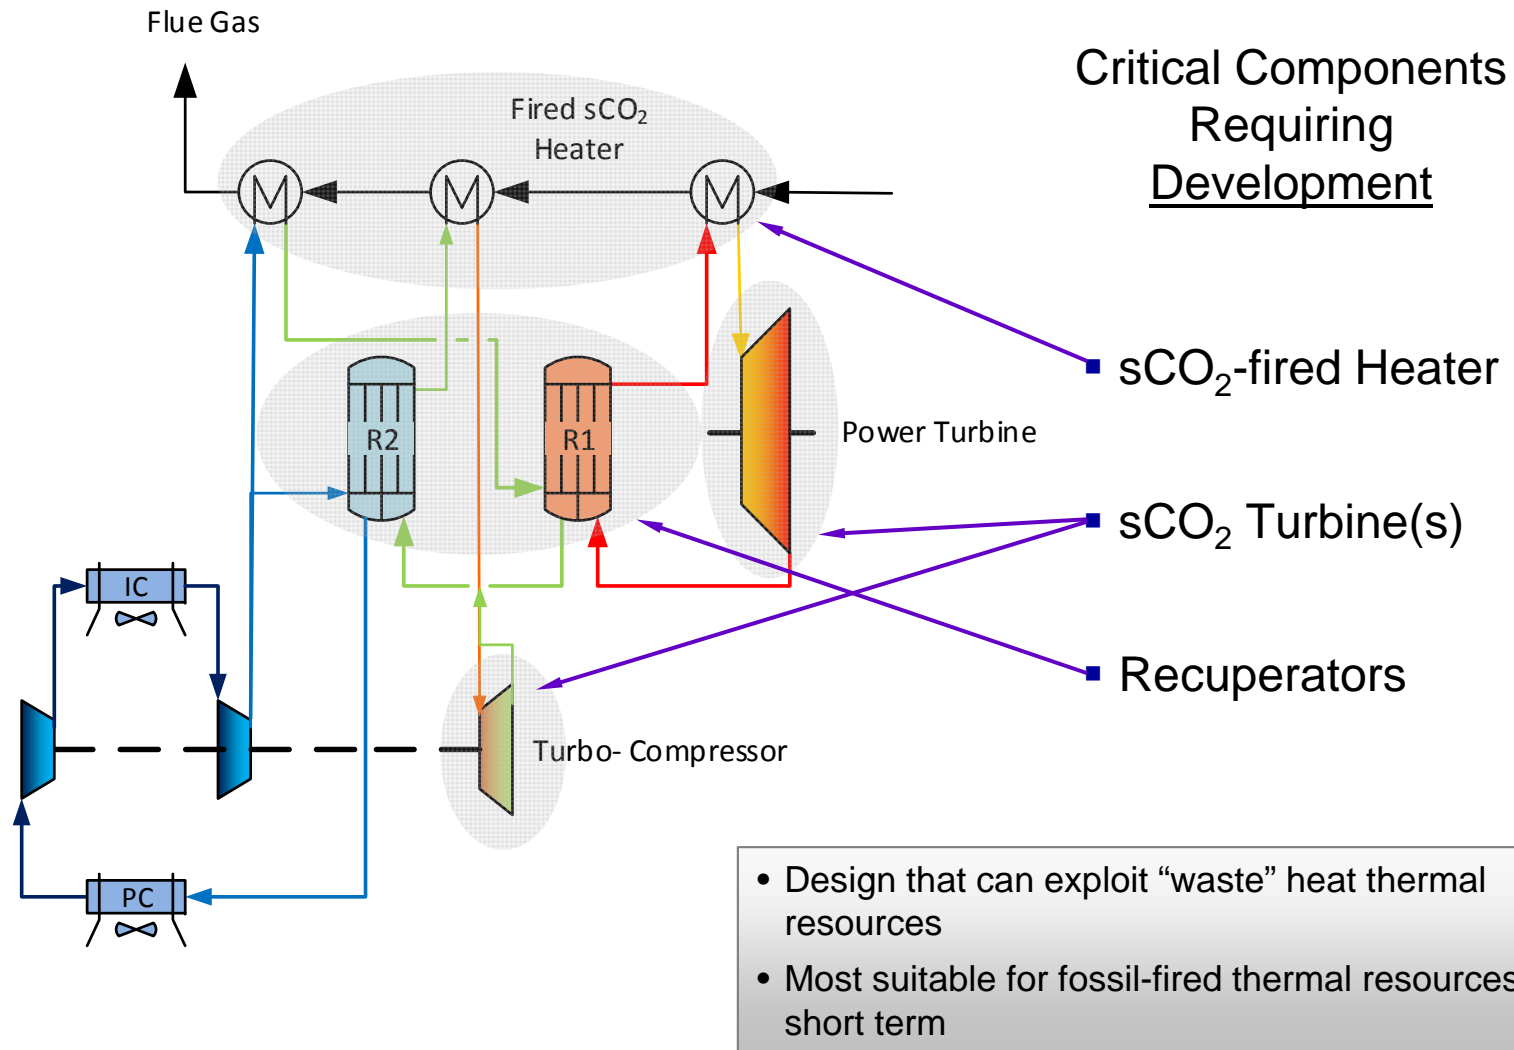 Flue Gas
Fired sCO₂
Heater
Critical Components
Requiring
Development
▪ sCO₂-fired Heater
R2
R1
Power Turbine
▪ sCO₂ Turbine(s)
IC
▪ Recuperators
Turbo- Compressor
PC
• Design that can exploit “waste” heat thermal
resources
• Most suitable for fossil-fired thermal resources
short term